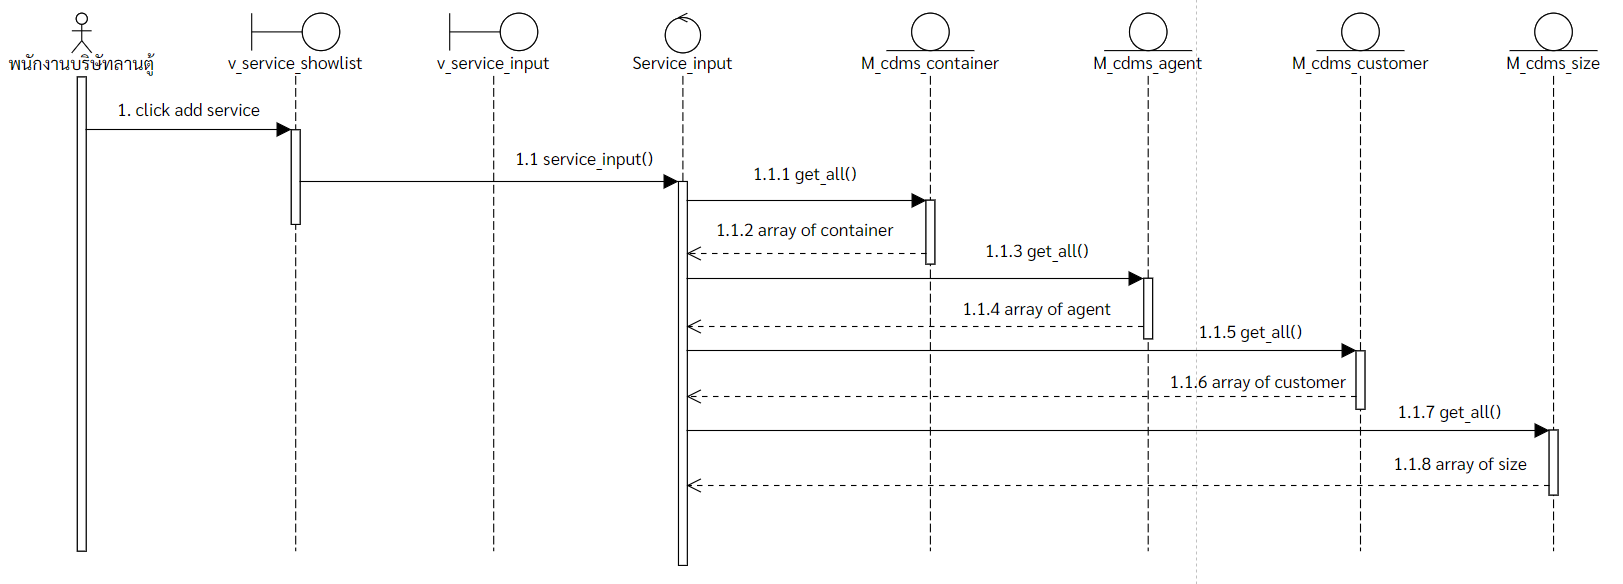 พนักงานบริษัทลานตู้
v_service_showlist
v_service_input
Service_input
M_cdms_container
M_cdms_agent
M_cdms_customer
M_cdms_size
1. click add service
1.1 service_input()
1.1.1 get_all()
1.1.2 array of container
1.1.3 get_all()
1.1.4 array of agent
1.1.5 get_all()
1.1.6 array of customer
1.1.7 get_all()
1.1.8 array of size